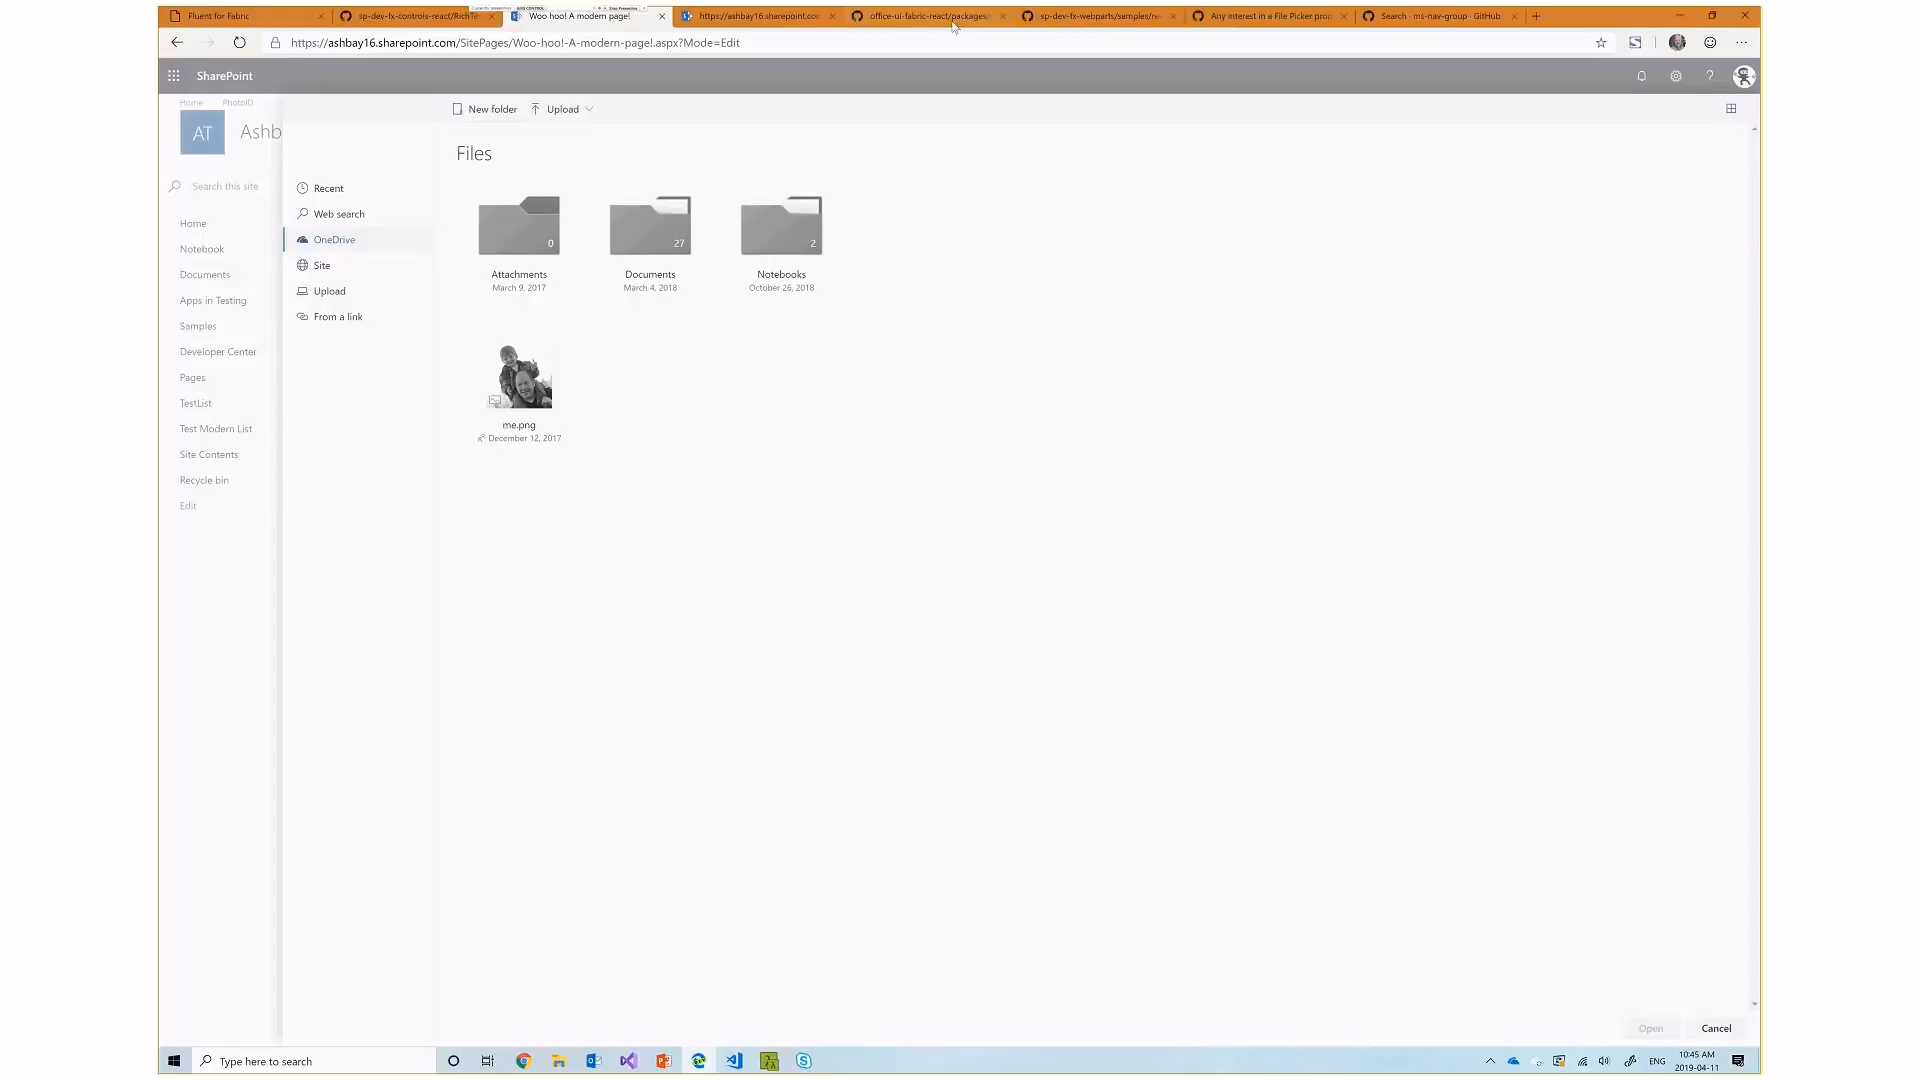 Fluent for Fabric
sp-dev-fx-controls-react/RichTe
Woo hoo! A modern page!
https://ashbay16.sharepoint.com
office-ui-fabric-react/packages/
sp-dev-fx-webparts/samples/re
Any interest in a File Picker prop
Search · ms-nav-group · GitHub
https://ashbay16.sharepoint.com/SitePages/Woo-hoo!-A-modern-page!.aspx?Mode=Edit
SharePoint
Home PhotoID
AT Ashb
New folder Upload
Files
Search this site
Home
Notebook
Documents
Apps in Testing
Samples
Developer Center
Pages
TestList
Test Modern List
Site Contents
Recycle bin
Edit
Recent
Web search
OneDrive
Site
Upload
From a link
0
27
2
Attachments
March 9, 2017
Documents
March 4, 2018
Notebooks
October 26, 2018
me.png
December 12, 2017
Open Cancel
Type here to search
ENG
10:45 AM
2019-04-11